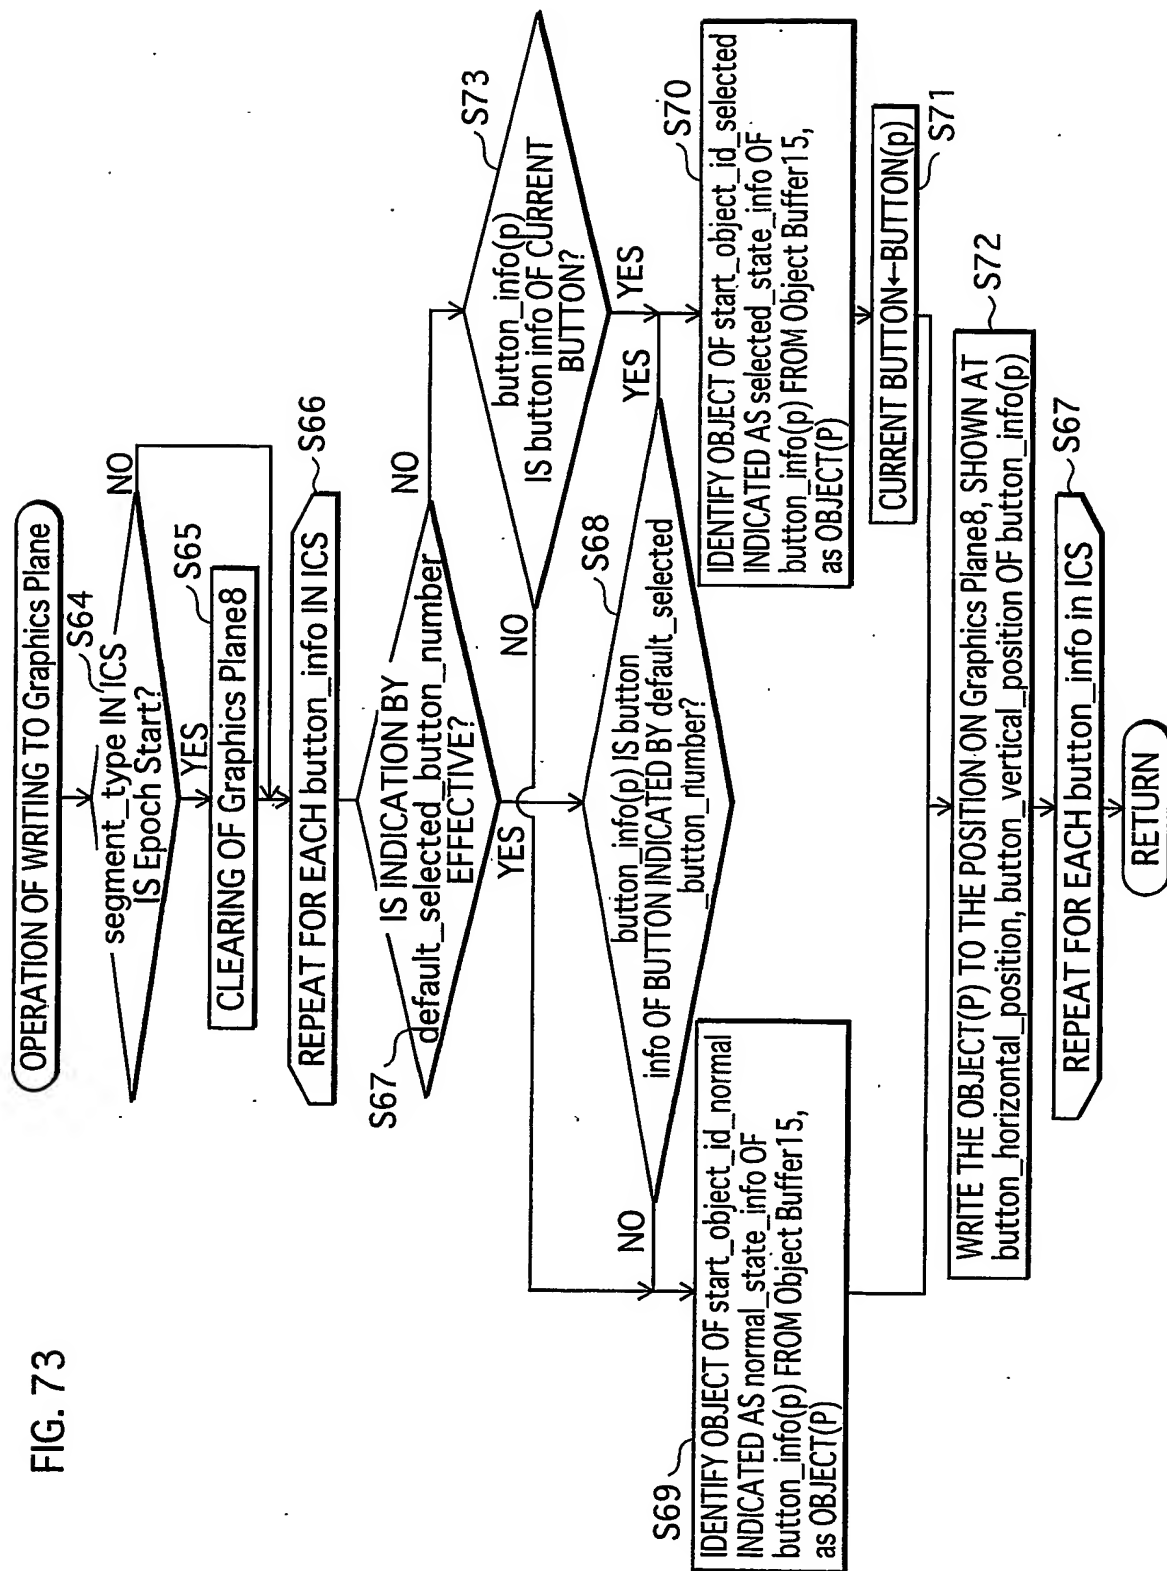 FIG. 73
OPERATION OF WRITING TO Graphics Plane
S64
segment_type IN ICS
IS Epoch Start?
NO
YES
S65
CLEARING OF Graphics Plane8
S66
REPEAT FOR EACH button_info IN ICS
S67
IS INDICATION BY
default_selected_button_number
EFFECTIVE?
NO
YES
S73
button_info(p)
IS button info OF CURRENT
BUTTON?
NO
YES
S68
button_info(p) IS button
info OF BUTTON INDICATED BY default_selected
_button_number?
NO
YES
S69
IDENTIFY OBJECT OF start_object_id_normal
INDICATED AS normal_state_info OF
button_info(p) FROM Object Buffer15,
as OBJECT(P)
S70
IDENTIFY OBJECT OF start_object_id_selected
INDICATED AS selected_state_info OF
button_info(p) FROM Object Buffer15,
as OBJECT(P)
S71
CURRENT BUTTON←BUTTON(p)
S72
WRITE THE OBJECT(P) TO THE POSITION ON Graphics Plane8, SHOWN AT
button_horizontal_position, button_vertical_position OF button_info(p)
S67
REPEAT FOR EACH button_info in ICS
RETURN